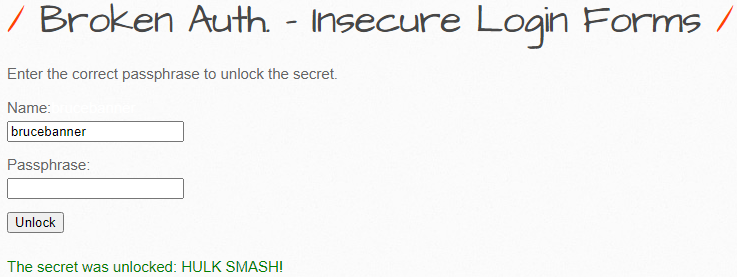 / Broken Auth. - Insecure Login Forms /
Enter the correct passphrase to unlock the secret.
Name: brucebanner
brucebanner
Passphrase:
Unlock
The secret was unlocked: HULK SMASH!